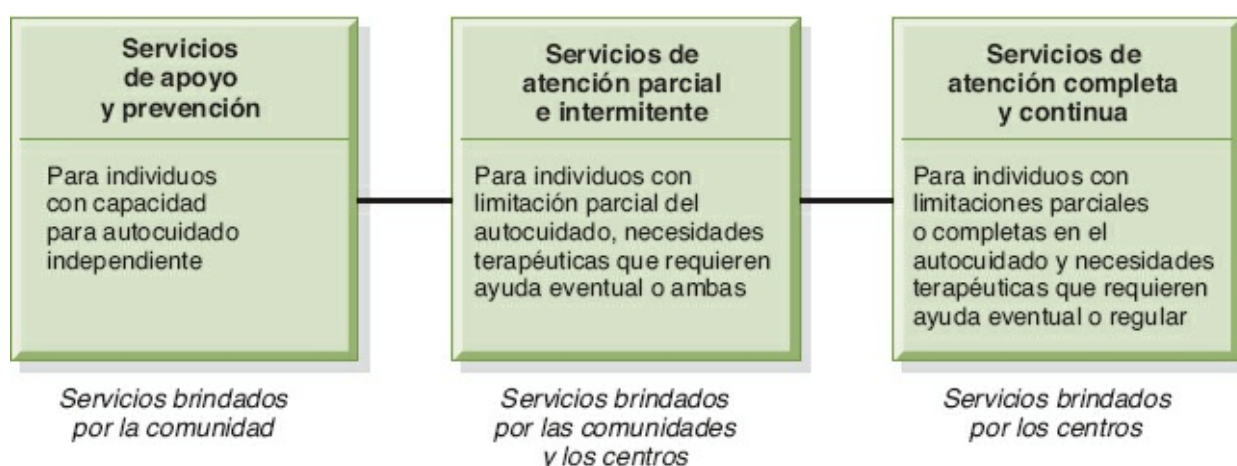 Servicios
de apoyo
y prevención
Para individuos
con capacidad
para autocuidado
independiente
Servicios brindados
por la comunidad
Servicios de
atención parcial
e intermitente
Para individuos con
limitación parcial del
autocuidado, necesidades
terapéuticas que requieren
ayuda eventual o ambas
Servicios brindados
por las comunidades
y los centros
Servicios de
atención completa
y continua
Para individuos con
limitaciones parciales
o completas en el
autocuidado y necesidades
terapéuticas que requieren
ayuda eventual o regular
Servicios brindados
por los centros